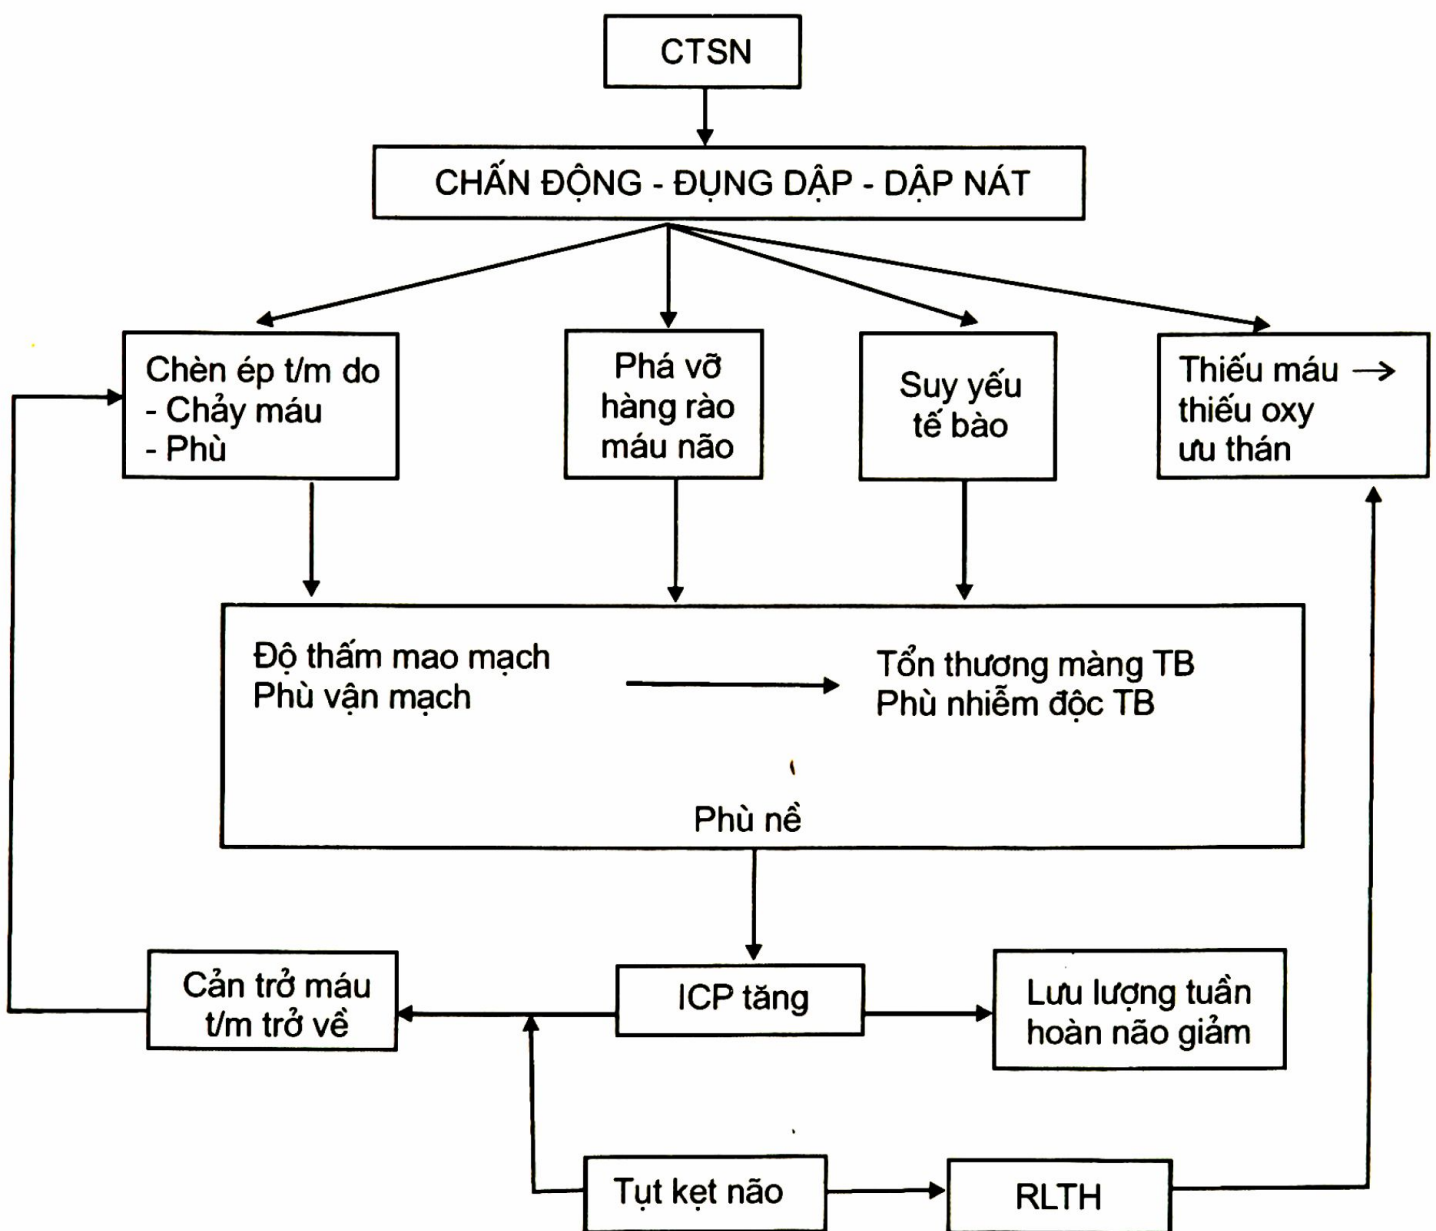 CTSN
CHẤN ĐỘNG - ĐỤNG DẬP - DẬP NÁT
Chèn ép t/m do
- Chảy máu
- Phù
Phá vỡ
hàng rào
máu não
Suy yếu
tế bào
Thiếu máu →
thiếu oxy
ưu thán
Độ thấm mao mạch
Phù vận mạch
Tổn thương màng TB
Phù nhiễm độc TB
Phù nề
Cản trở máu
t/m trở về
ICP tăng
Lưu lượng tuần
hoàn não giảm
Tụt kẹt não
RLTH